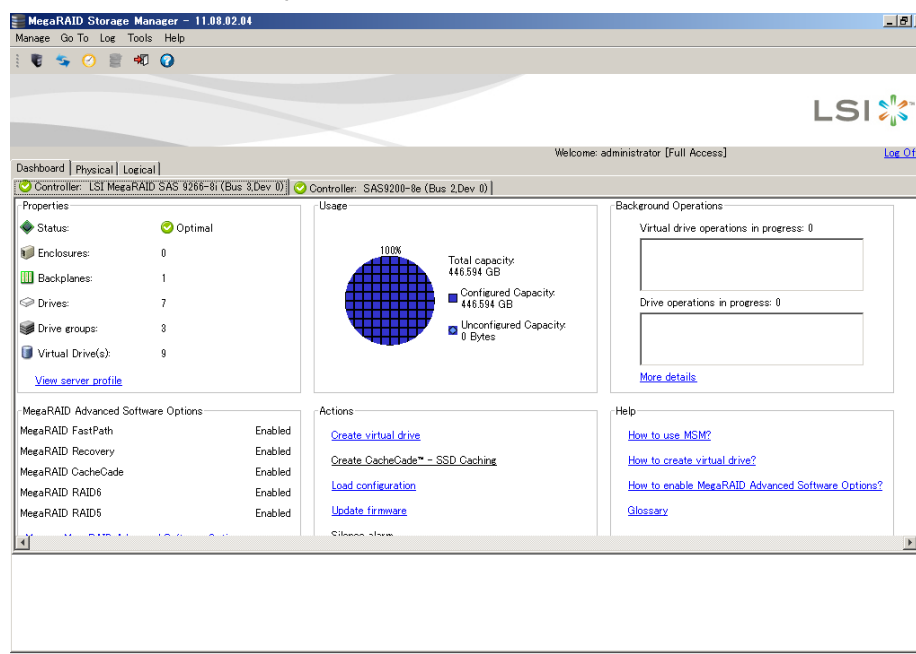 MegaRAID Storage Manager - 11.08.02.04
Manage Go To Log Tools Help
LSI
Welcome: administrator [Full Access]
Log Of
Dashboard Physical Logical
Controller: LSI MegaRAID SAS 9266-8i (Bus 3,Dev 0) Controller: SAS9200-8e (Bus 2,Dev 0)
Properties
Status: Optimal
Enclosures: 0
Backplanes: 1
Drives: 7
Drive groups: 3
Virtual Drive(s): 9
View server profile
Usage
100%
Total capacity:
446.594 GB
Configured Capacity:
446.594 GB
Unconfigured Capacity:
0 Bytes
Background Operations
Virtual drive operations in progress: 0
Drive operations in progress: 0
More details
MegaRAID Advanced Software Options
MegaRAID FastPath Enabled
MegaRAID Recovery Enabled
MegaRAID CacheCade Enabled
MegaRAID RAID6 Enabled
MegaRAID RAID5 Enabled
Actions
Create virtual drive
Create CacheCade™ - SSD Caching
Load configuration
Update firmware
Silence alarm
Help
How to use MSM?
How to create virtual drive?
How to enable MegaRAID Advanced Software Options?
Glossary